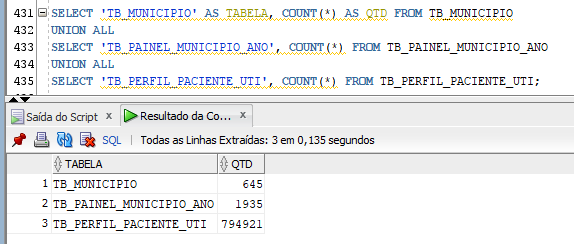 431 SELECT 'TB_MUNICIPIO' AS TABELA, COUNT(*) AS QTD FROM TB_MUNICIPIO
432 UNION ALL
433 SELECT 'TB_PAINEL_MUNICIPIO_ANO', COUNT(*) FROM TB_PAINEL_MUNICIPIO_ANO
434 UNION ALL
435 SELECT 'TB_PERFIL_PACIENTE_UTI', COUNT(*) FROM TB_PERFIL_PACIENTE_UTI;
Saída do Script x Resultado da Co... x
SQL | Todas as Linhas Extraídas: 3 em 0,135 segundos
TABELA QTD
1 TB_MUNICIPIO 645
2 TB_PAINEL_MUNICIPIO_ANO 1935
3 TB_PERFIL_PACIENTE_UTI 794921